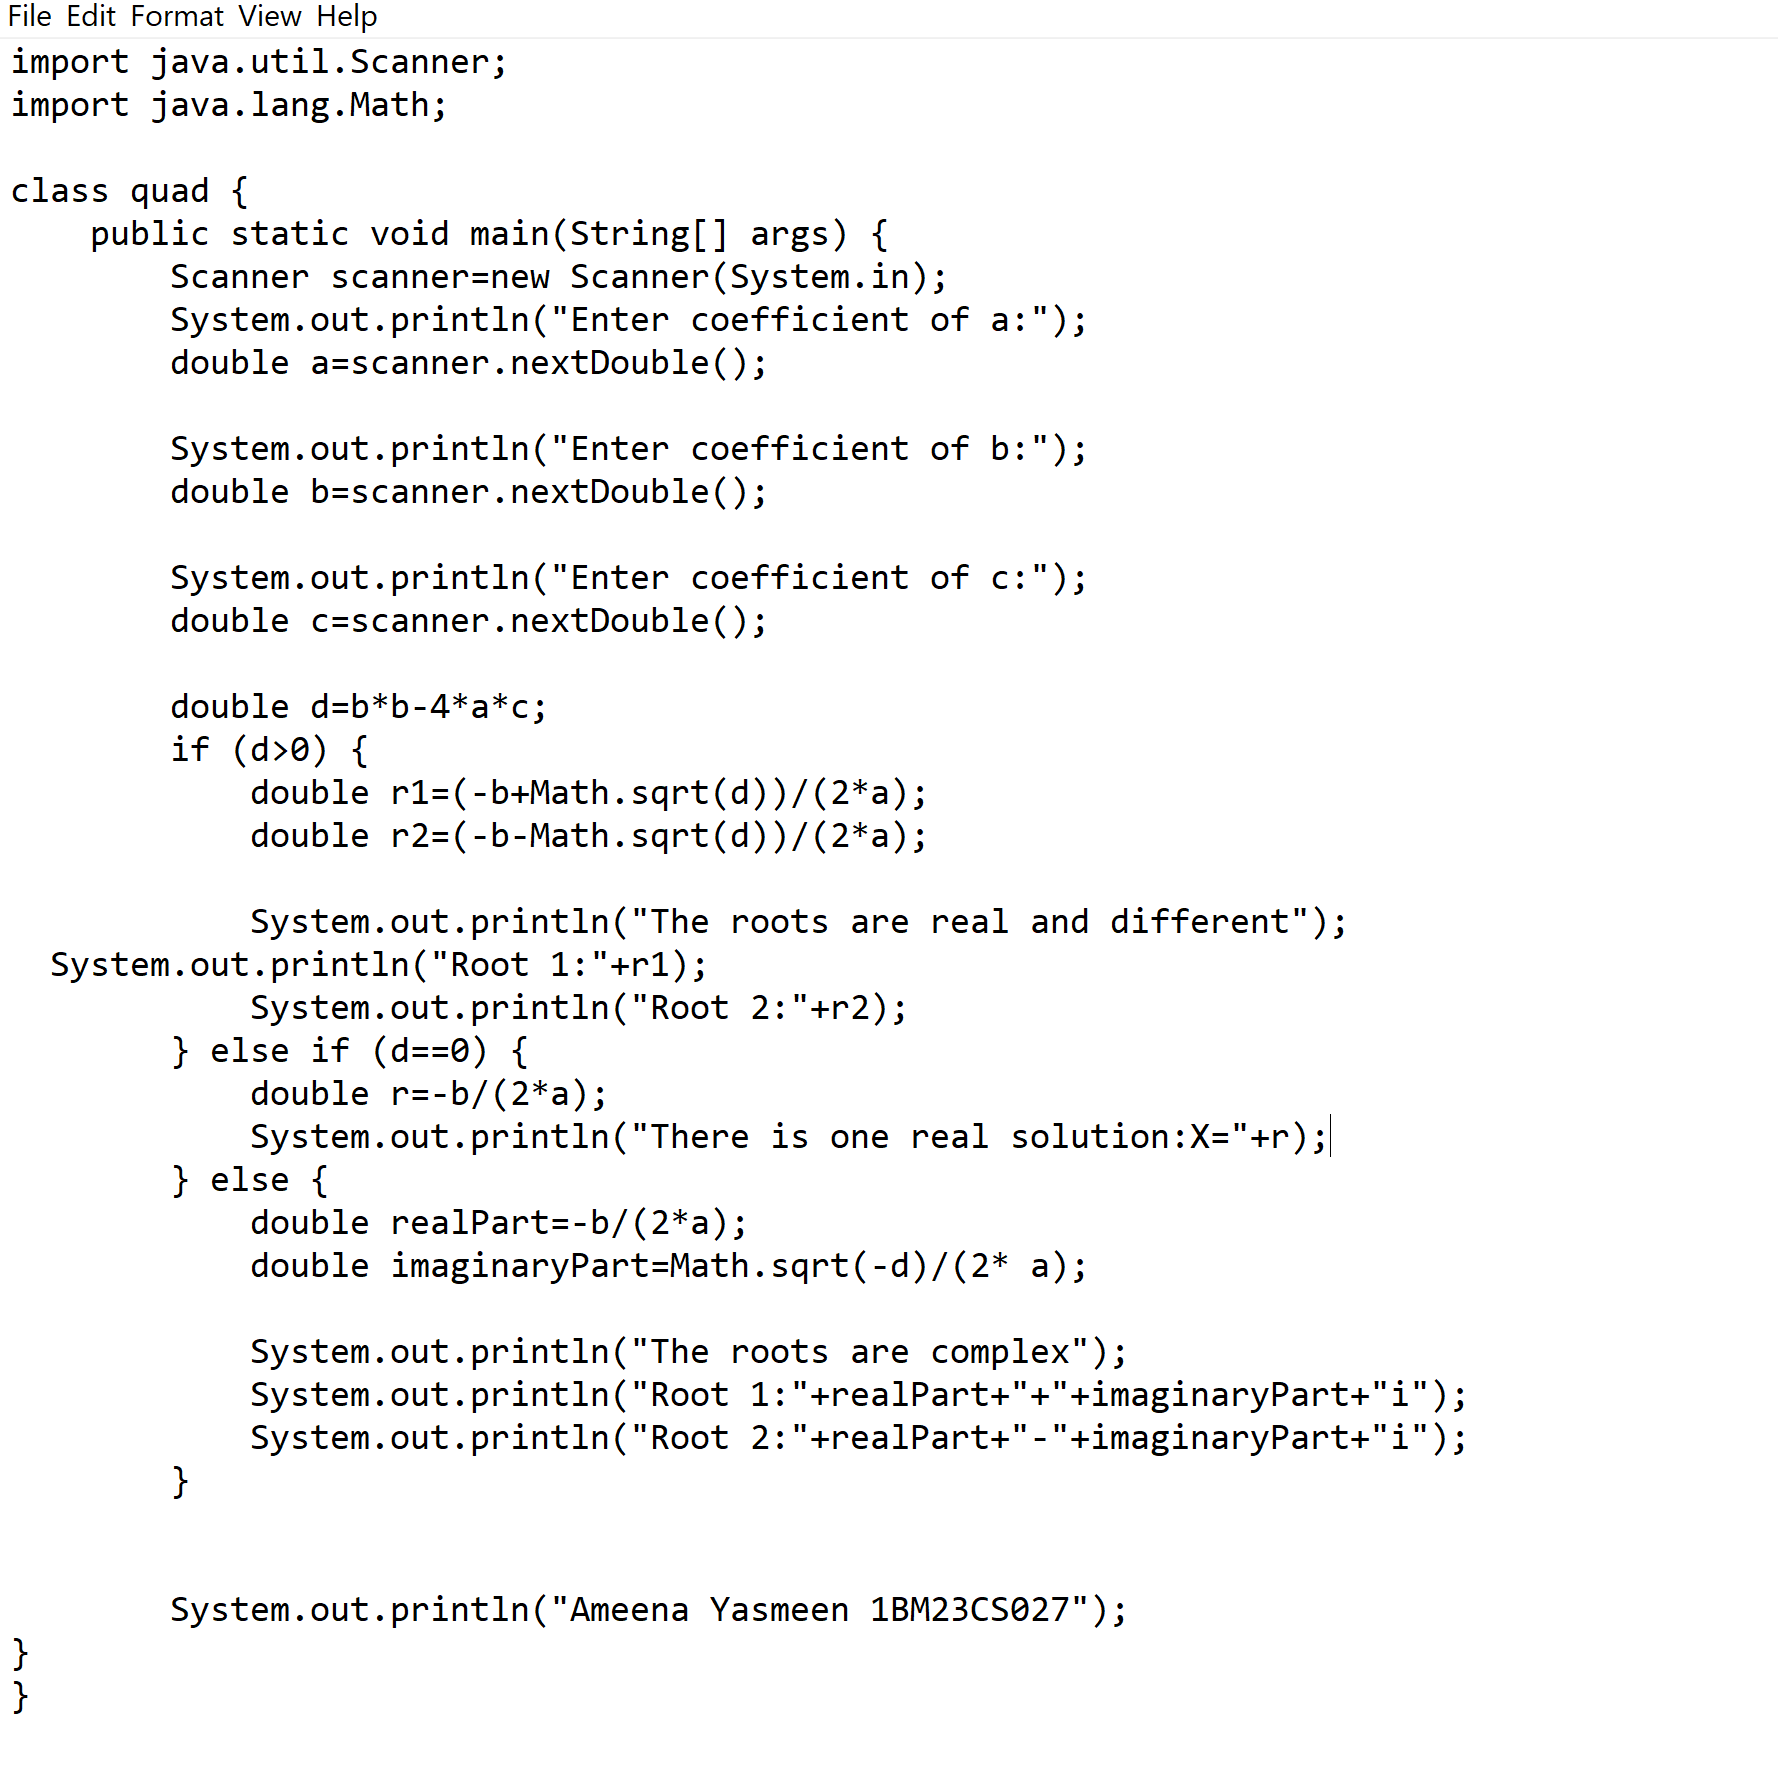 File Edit Format View Help
import java.util.Scanner;
import java.lang.Math;

class quad {
    public static void main(String[] args) {
        Scanner scanner=new Scanner(System.in);
        System.out.println("Enter coefficient of a:");
        double a=scanner.nextDouble();

        System.out.println("Enter coefficient of b:");
        double b=scanner.nextDouble();

        System.out.println("Enter coefficient of c:");
        double c=scanner.nextDouble();

        double d=b*b-4*a*c;
        if (d>0) {
            double r1=(-b+Math.sqrt(d))/(2*a);
            double r2=(-b-Math.sqrt(d))/(2*a);

            System.out.println("The roots are real and different");
  System.out.println("Root 1:"+r1);
            System.out.println("Root 2:"+r2);
        } else if (d==0) {
            double r=-b/(2*a);
            System.out.println("There is one real solution:X="+r);
        } else {
            double realPart=-b/(2*a);
            double imaginaryPart=Math.sqrt(-d)/(2* a);

            System.out.println("The roots are complex");
            System.out.println("Root 1:"+realPart+"+"+imaginaryPart+"i");
            System.out.println("Root 2:"+realPart+"-"+imaginaryPart+"i");
        }


        System.out.println("Ameena Yasmeen 1BM23CS027");
}
}